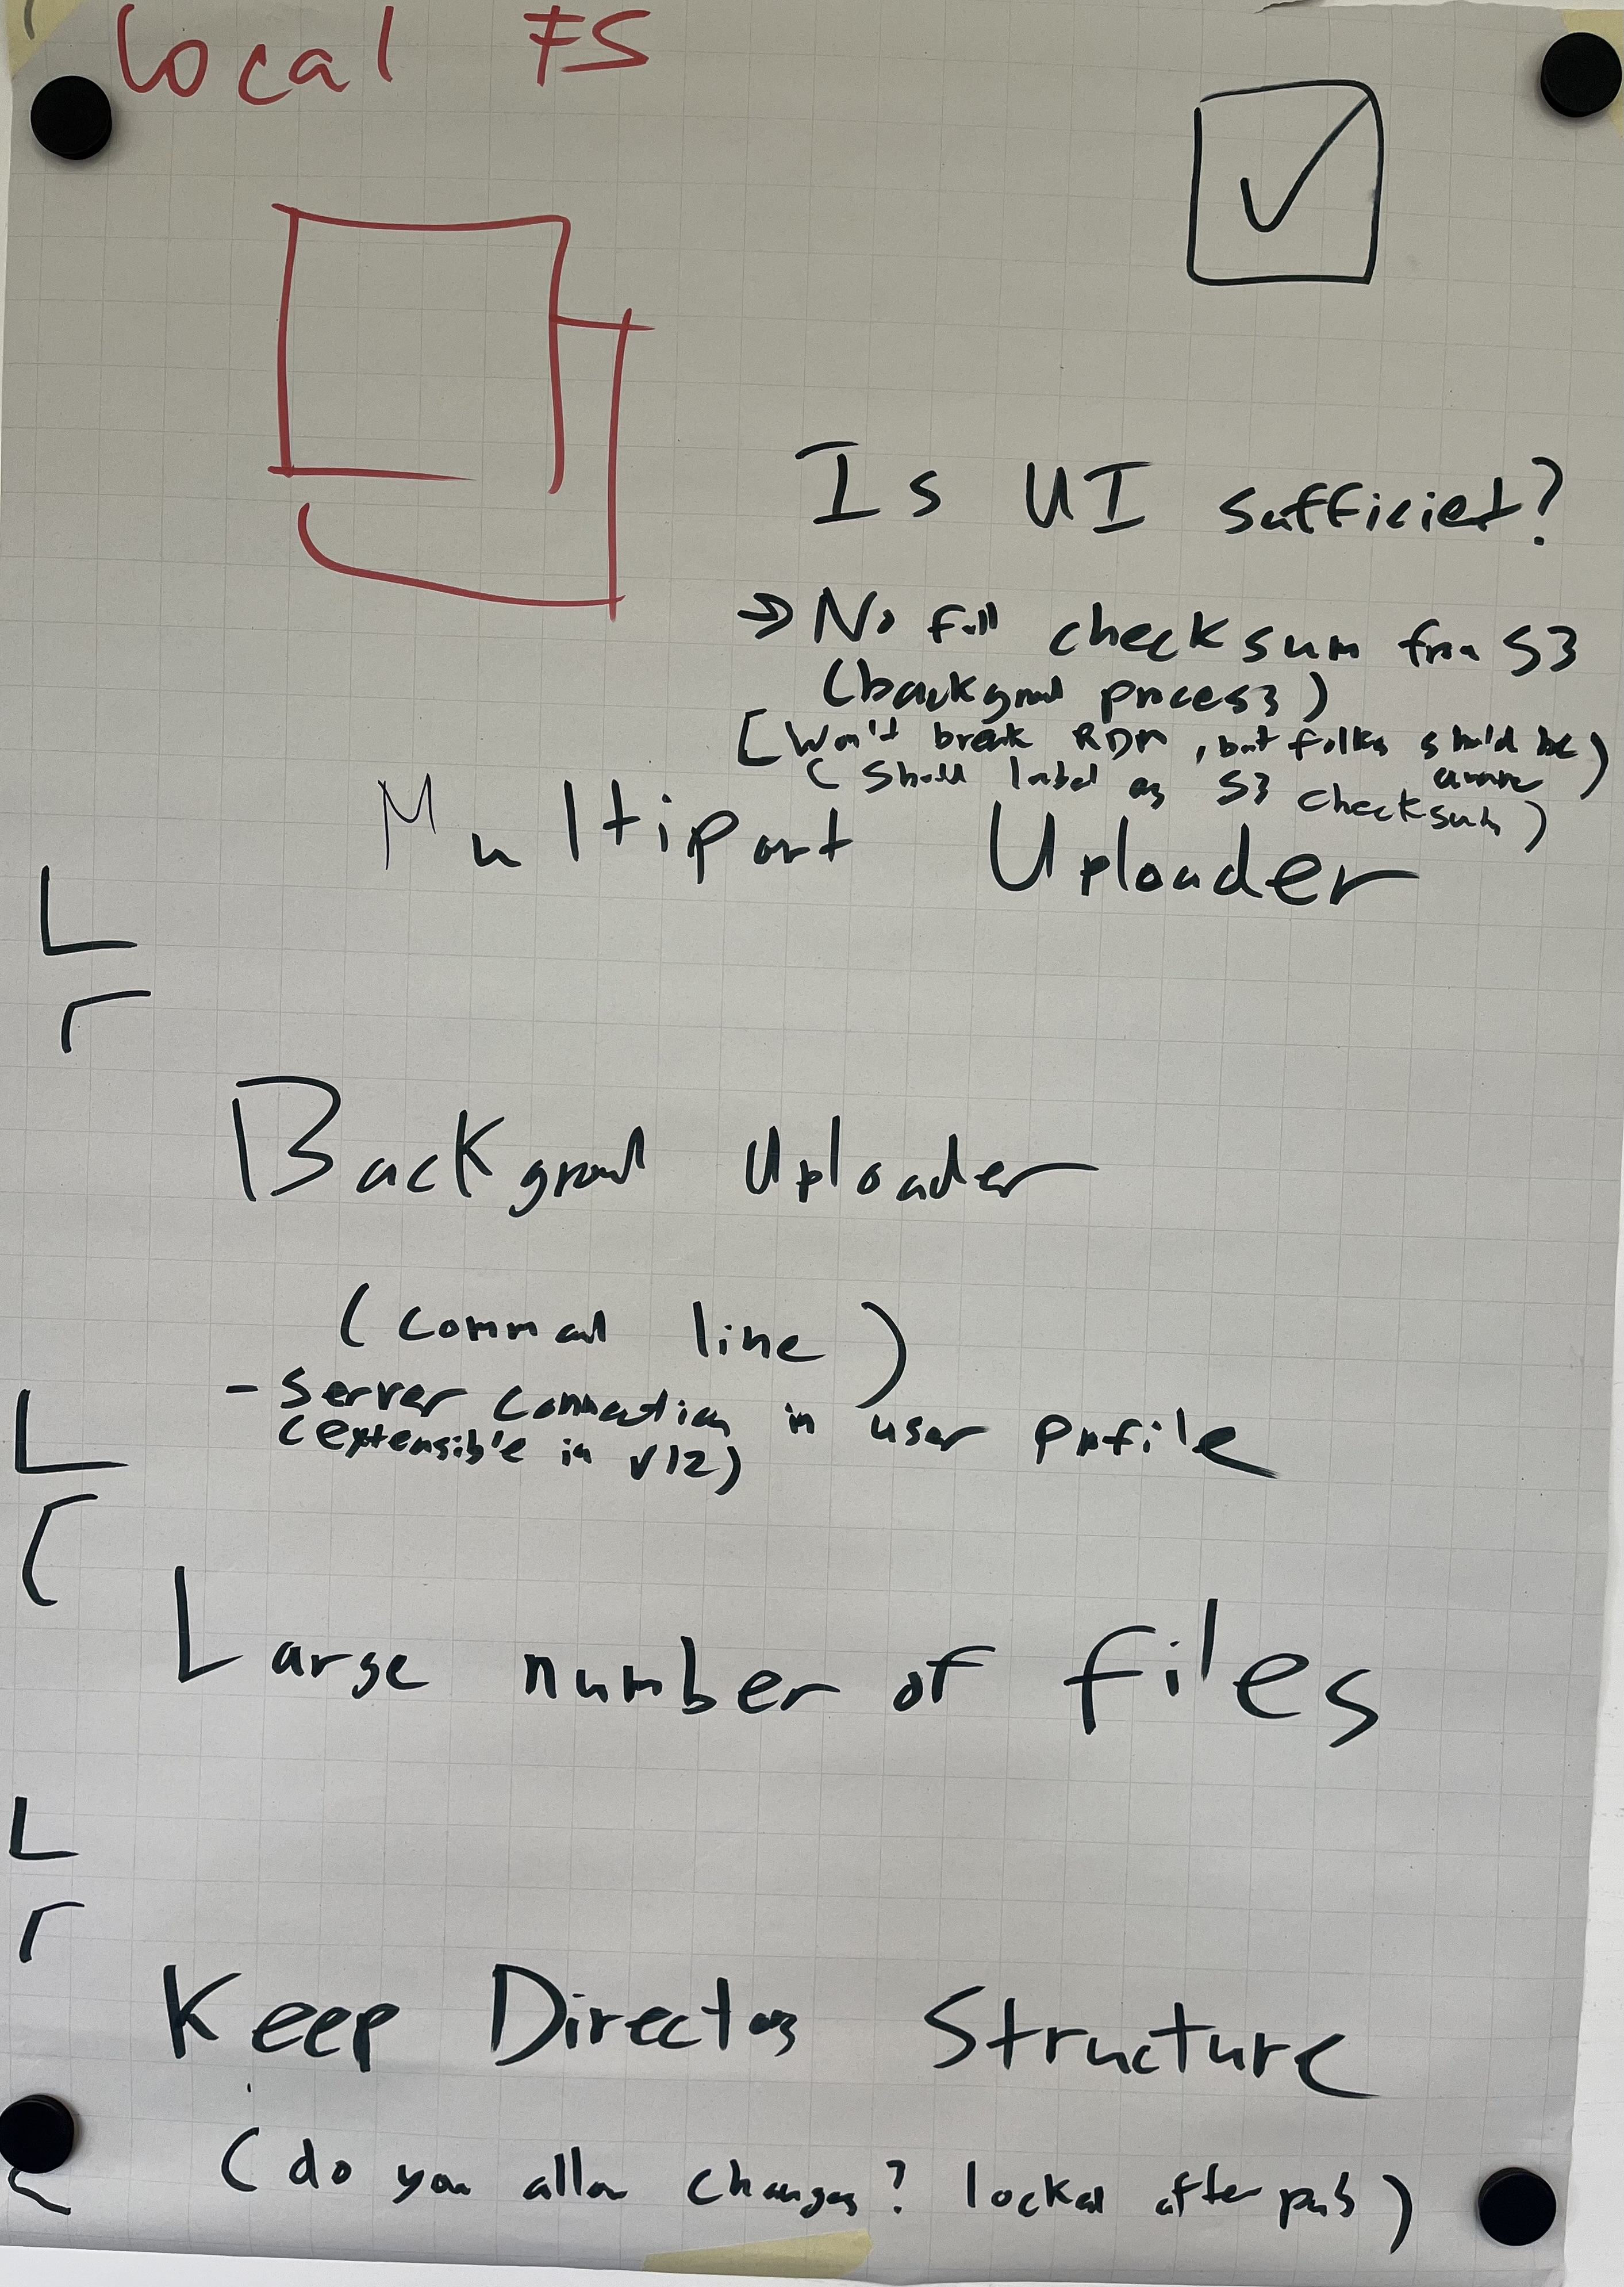 Local FS
Is UI sufficiet?
→ No full checksum from S3
(backgroud process)
[Won't break RDM, but folks should be aware)
(should label as S3 checksum)
Multipart Uploader
Backgroud Uploader
(command line)
- Server connection in user profile
(extensible in v12)
Large number of files
Keep Directory Structure
(do you allow changes? locked after pub)